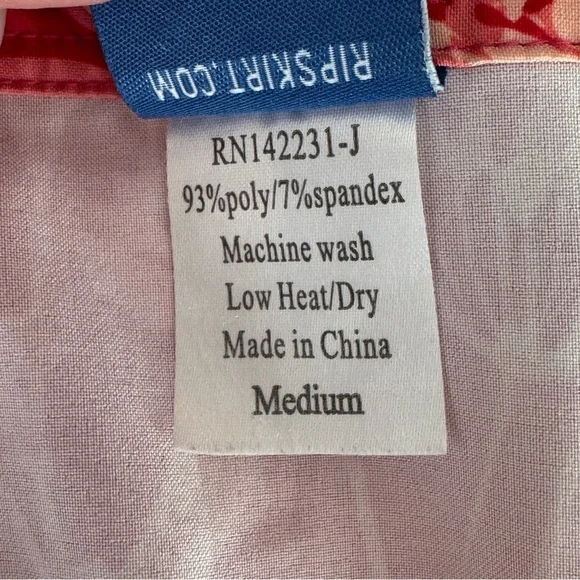 RIPSKIRT.COM
RN142231-J
93%poly/7%spandex
Machine wash
Low Heat/Dry
Made in China
Medium